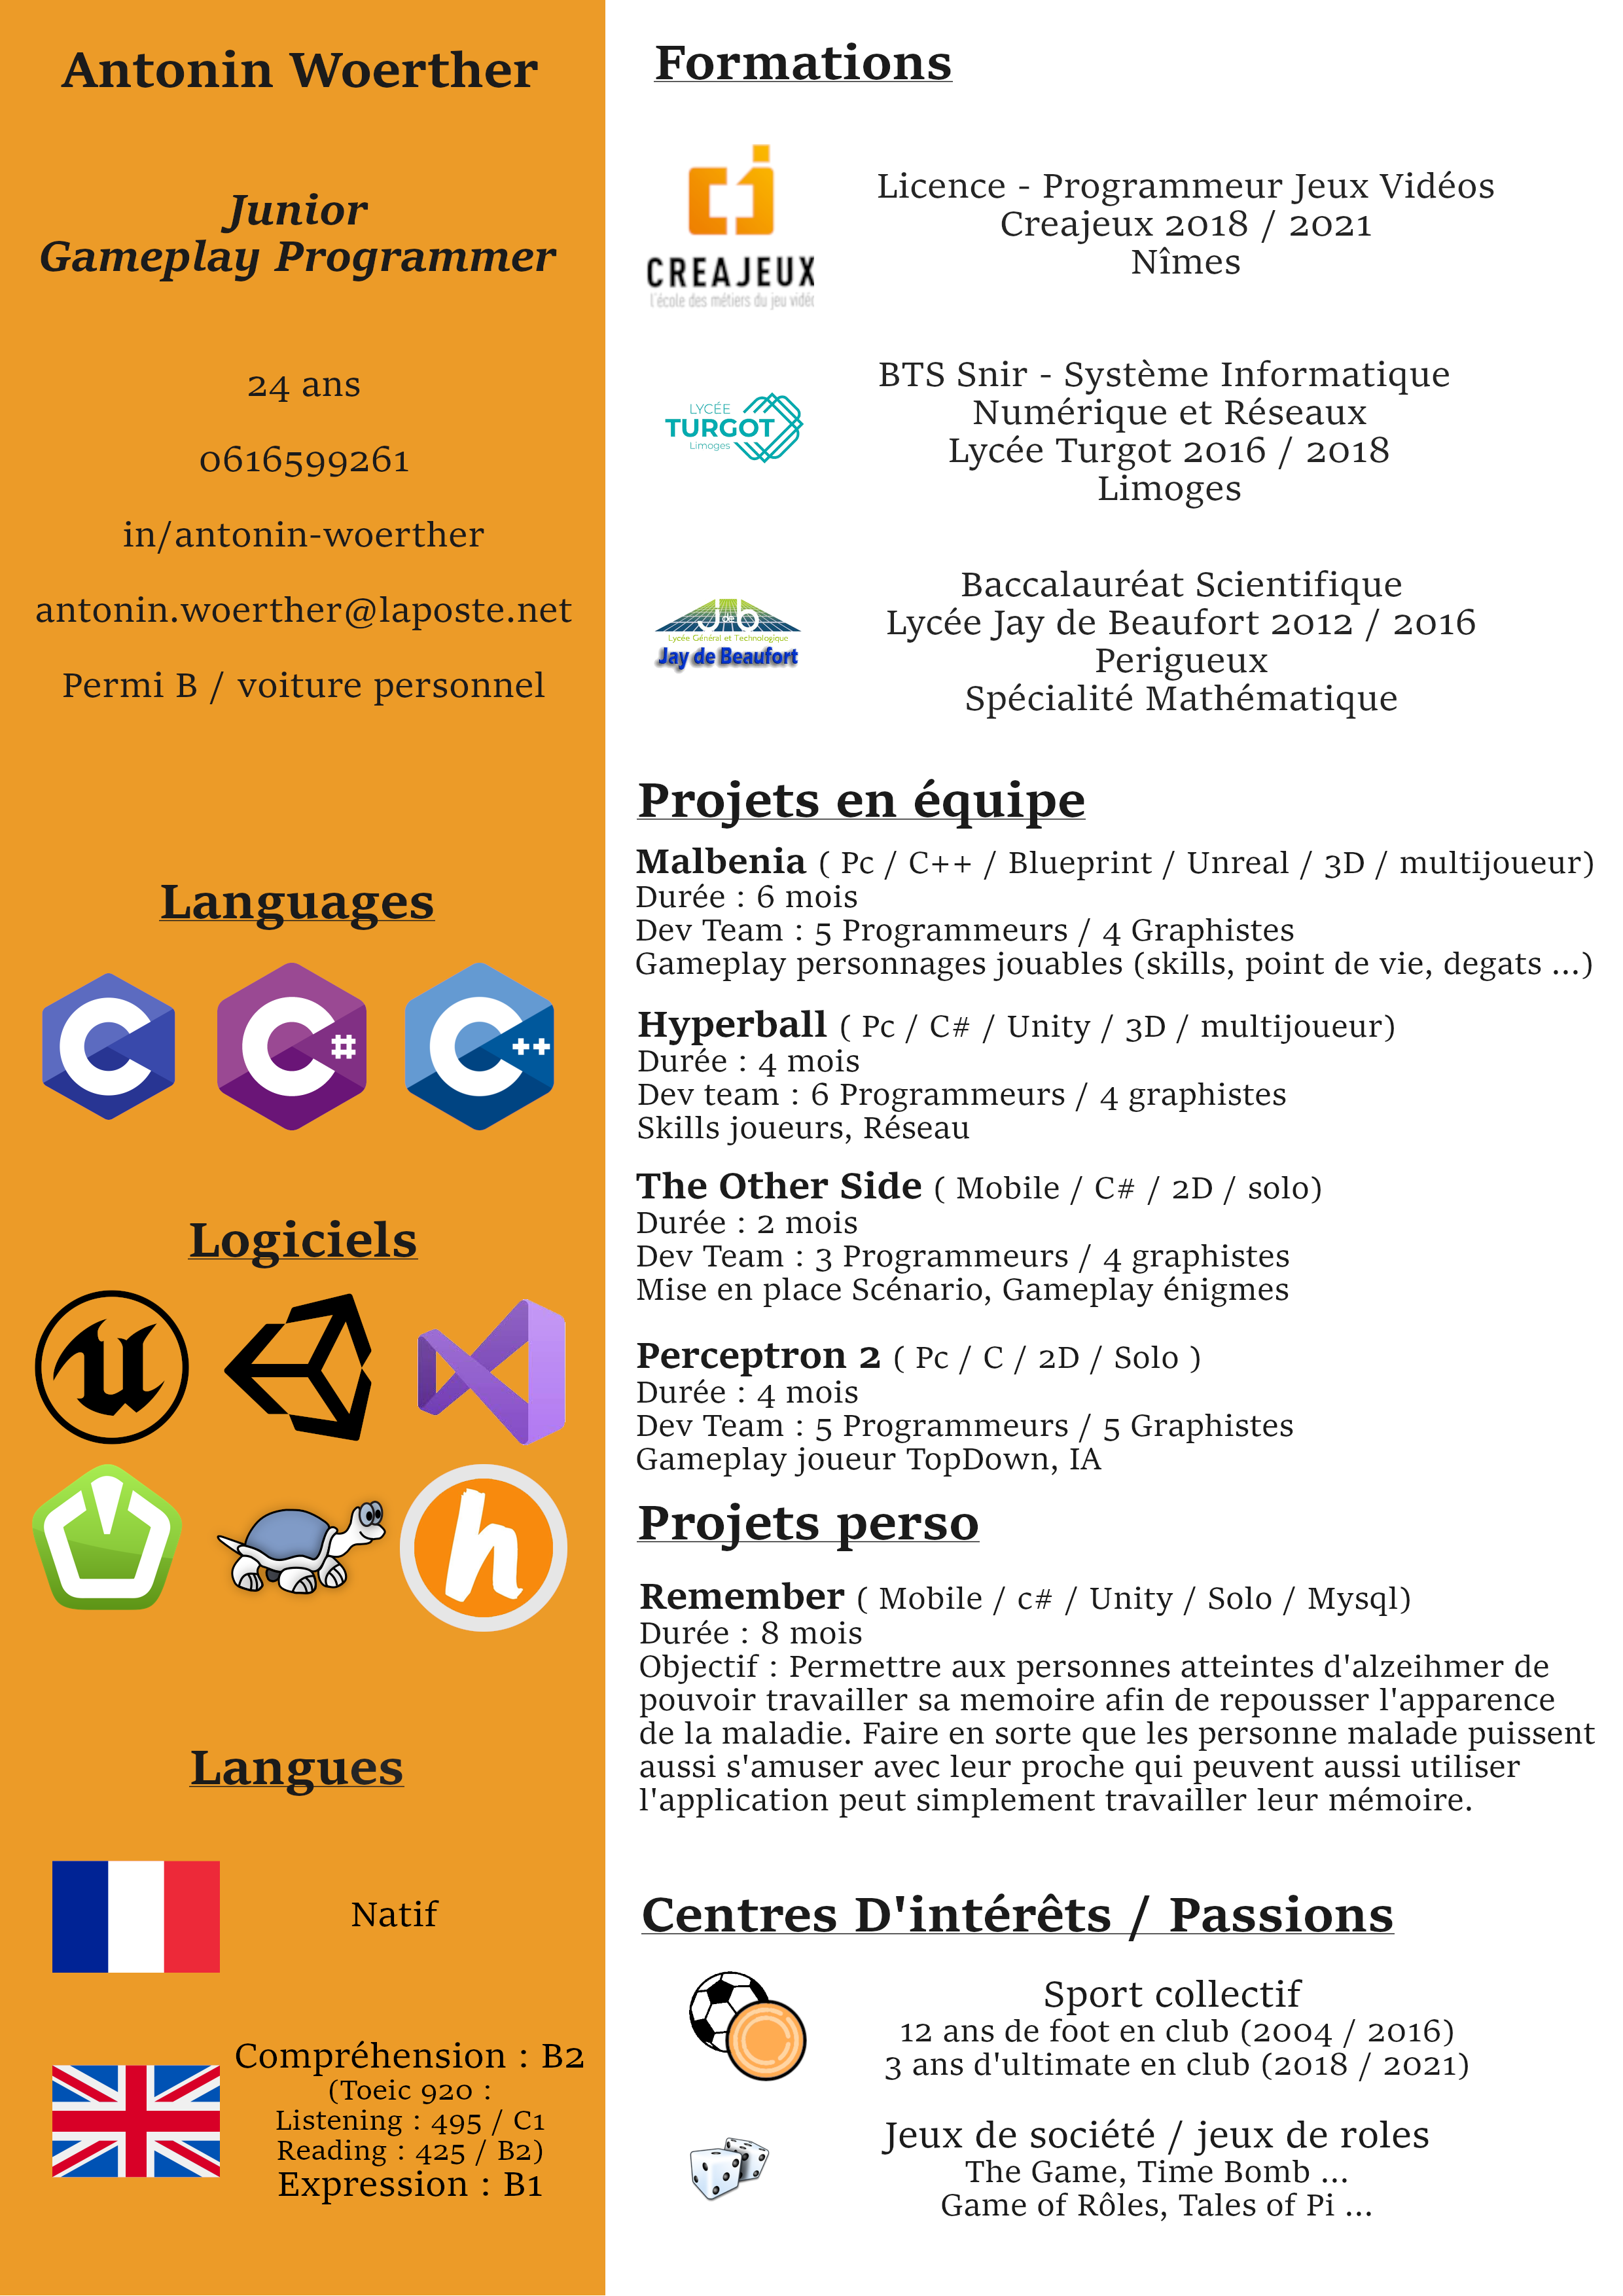 Antonin Woerther
Junior
Gameplay Programmer
24 ans
0616599261
in/antonin-woerther
antonin.woerther@laposte.net
Permi B / voiture personnel
Languages
C
C#
C++
Logiciels
h
Langues
Natif
Compréhension : B2
(Toeic 920 :
Listening : 495 / C1
Reading : 425 / B2)
Expression : B1
Formations
CREAJEUX
l'école des métiers du jeu vidéo
Licence - Programmeur Jeux Vidéos
Creajeux 2018 / 2021
Nîmes
LYCÉE
TURGOT
Limoges
BTS Snir - Système Informatique
Numérique et Réseaux
Lycée Turgot 2016 / 2018
Limoges
J de b
Lycée Général et Technologique
Jay de Beaufort
Baccalauréat Scientifique
Lycée Jay de Beaufort 2012 / 2016
Perigueux
Spécialité Mathématique
Projets en équipe
Malbenia ( Pc / C++ / Blueprint / Unreal / 3D / multijoueur)
Durée : 6 mois
Dev Team : 5 Programmeurs / 4 Graphistes
Gameplay personnages jouables (skills, point de vie, degats ...)
Hyperball ( Pc / C# / Unity / 3D / multijoueur)
Durée : 4 mois
Dev team : 6 Programmeurs / 4 graphistes
Skills joueurs, Réseau
The Other Side ( Mobile / C# / 2D / solo)
Durée : 2 mois
Dev Team : 3 Programmeurs / 4 graphistes
Mise en place Scénario, Gameplay énigmes
Perceptron 2 ( Pc / C / 2D / Solo )
Durée : 4 mois
Dev Team : 5 Programmeurs / 5 Graphistes
Gameplay joueur TopDown, IA
Projets perso
Remember ( Mobile / c# / Unity / Solo / Mysql)
Durée : 8 mois
Objectif : Permettre aux personnes atteintes d'alzeihmer de
pouvoir travailler sa memoire afin de repousser l'apparence
de la maladie. Faire en sorte que les personne malade puissent
aussi s'amuser avec leur proche qui peuvent aussi utiliser
l'application peut simplement travailler leur mémoire.
Centres D'intérêts / Passions
Sport collectif
12 ans de foot en club (2004 / 2016)
3 ans d'ultimate en club (2018 / 2021)
Jeux de société / jeux de roles
The Game, Time Bomb ...
Game of Rôles, Tales of Pi ...